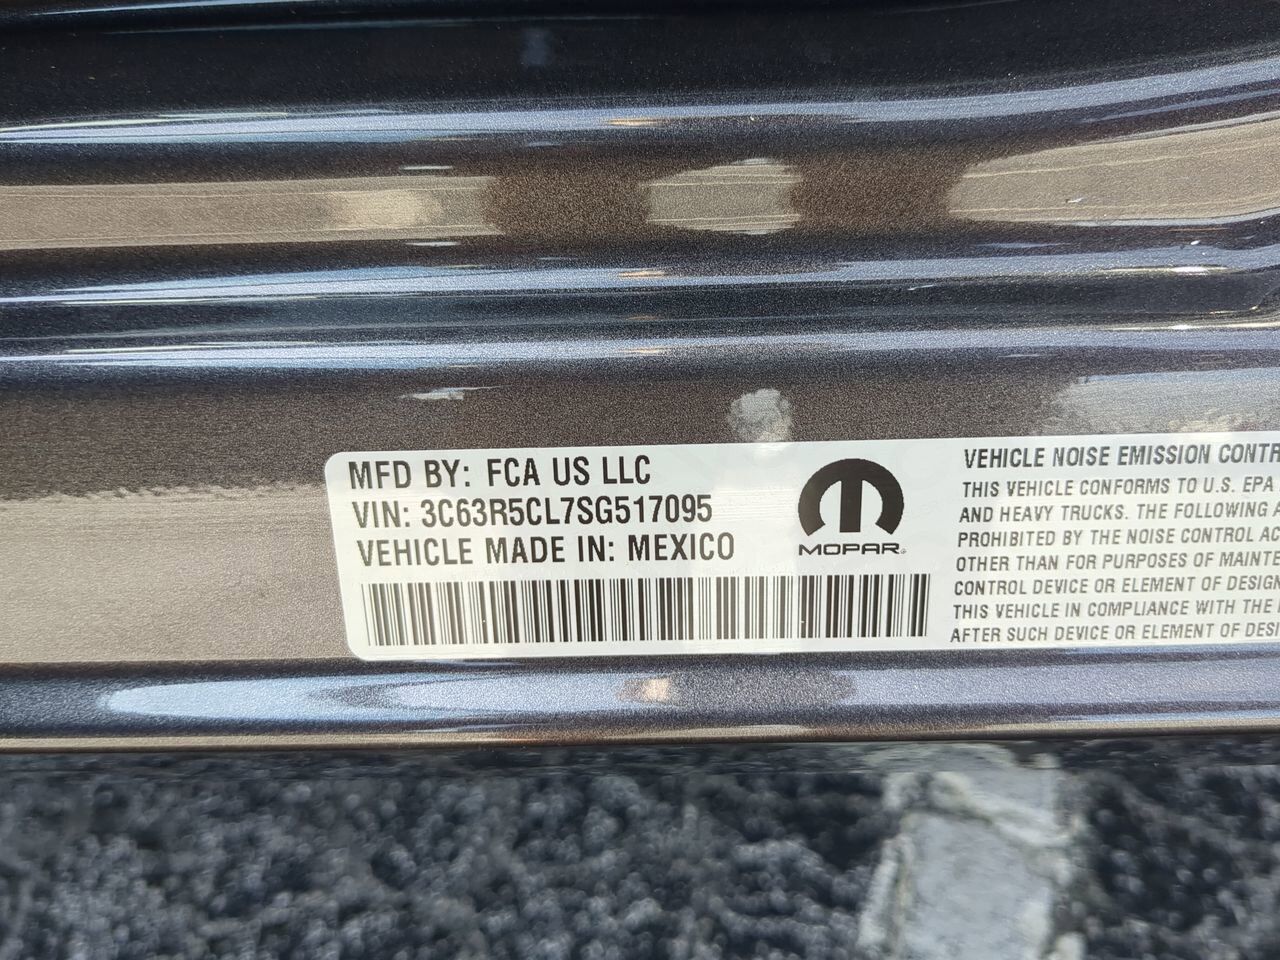 MFD BY: FCA US LLC
VIN: 3C63R5CL7SG517095
VEHICLE MADE IN: MEXICO
MOPAR
VEHICLE NOISE EMISSION CONTR
THIS VEHICLE CONFORMS TO U.S. EPA
AND HEAVY TRUCKS. THE FOLLOWING A
PROHIBITED BY THE NOISE CONTROL AC
OTHER THAN FOR PURPOSES OF MAINTE
CONTROL DEVICE OR ELEMENT OF DESIGN
THIS VEHICLE IN COMPLIANCE WITH THE
AFTER SUCH DEVICE OR ELEMENT OF DESI